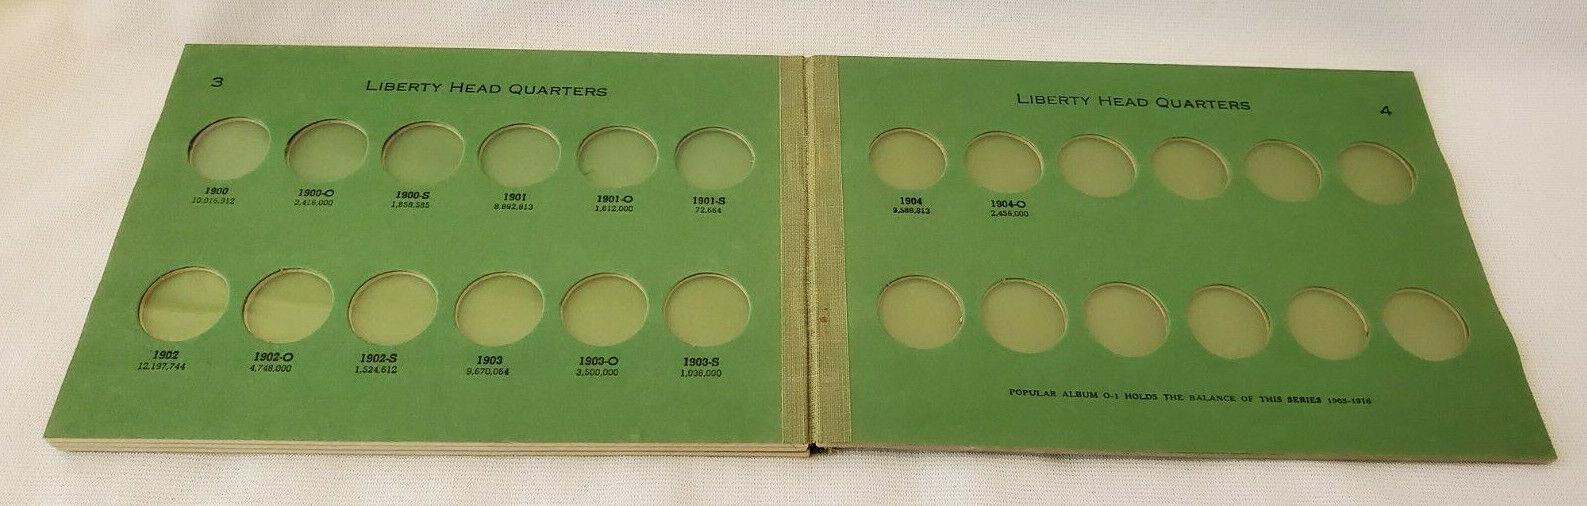 3
LIBERTY HEAD QUARTERS
1900 1900-O 1900-S 1901 1901-O 1901-S
10,016,912 3,416,000 1,858,585 8,892,813 1,612,000 72,664
1902 1902-O 1902-S 1903 1903-O 1903-S
12,197,744 4,748,000 1,524,612 9,670,064 3,500,000 1,036,000
LIBERTY HEAD QUARTERS
4
1904 1904-O
9,588,813 2,456,000
POPULAR ALBUM O-1 HOLDS THE BALANCE OF THIS SERIES 1905-1916